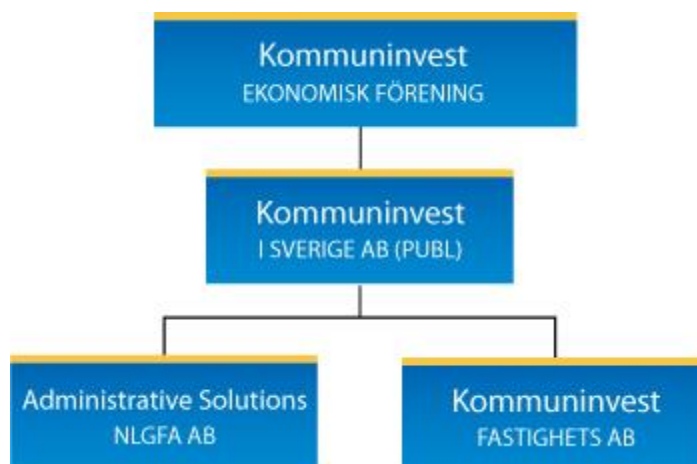 Kommuninvest
EKONOMISK FÖRENING
Kommuninvest
I SVERIGE AB (PUBL)
Administrative Solutions
NLGFA AB
Kommuninvest
FASTIGHETS AB